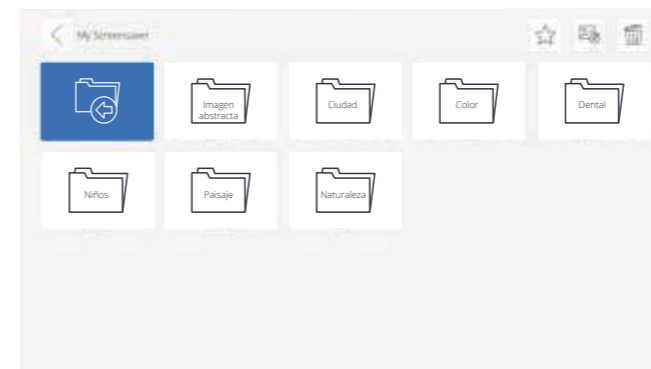 My Screensaver
Imagen
abstracta
Ciudad
Color
Dental
Niños
Paisaje
Naturaleza